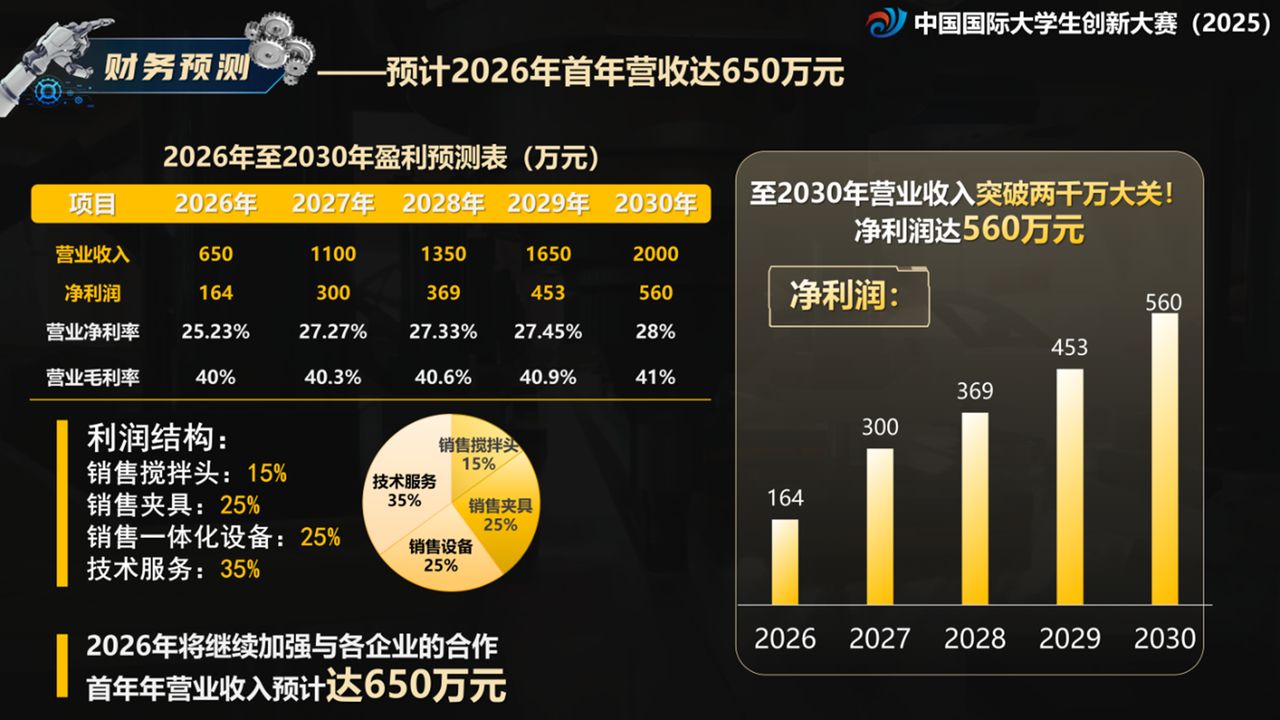 中国国际大学生创新大赛（2025）
财务预测
——预计2026年首年营收达650万元
2026年至2030年盈利预测表（万元）
项目 2026年 2027年 2028年 2029年 2030年
营业收入 650 1100 1350 1650 2000
净利润 164 300 369 453 560
营业净利率 25.23% 27.27% 27.33% 27.45% 28%
营业毛利率 40% 40.3% 40.6% 40.9% 41%
利润结构：
销售搅拌头：15%
销售夹具：25%
销售一体化设备：25%
技术服务：35%
销售搅拌头
15%
销售夹具
25%
销售设备
25%
技术服务
35%
2026年将继续加强与各企业的合作
首年年营业收入预计达650万元
至2030年营业收入突破两千万大关！
净利润达560万元
净利润：
164
300
369
453
560
2026 2027 2028 2029 2030